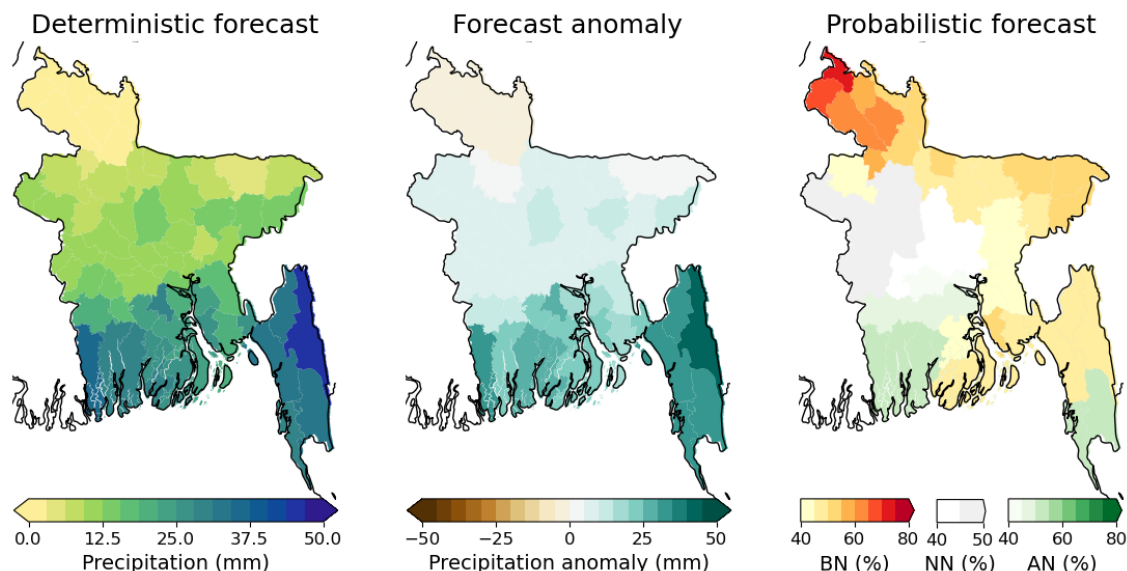 Deterministic forecast
Forecast anomaly
Probabilistic forecast
0.0 12.5 25.0 37.5 50.0
Precipitation (mm)
−50 −25 0 25 50
Precipitation anomaly (mm)
40 60 80
BN (%)
40 50
NN (%)
40 60 80
AN (%)